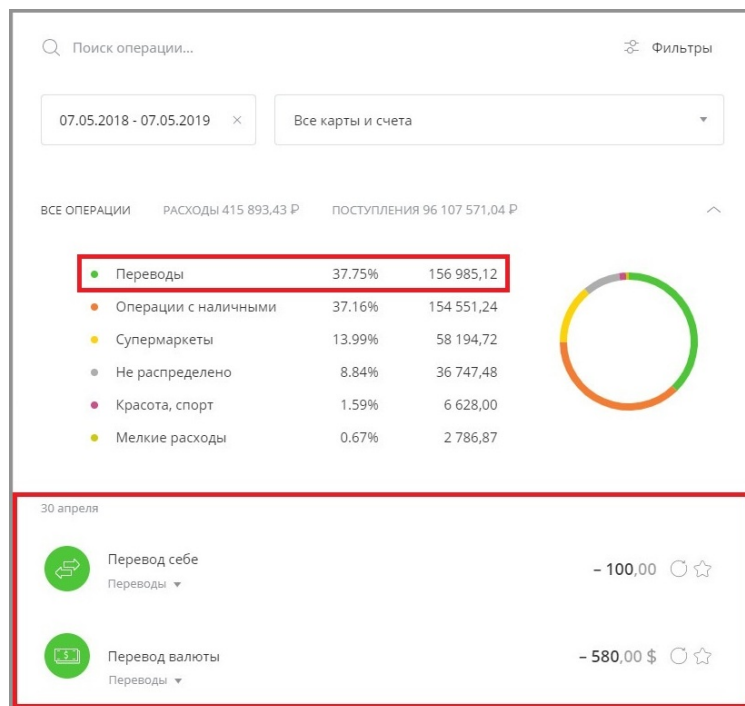 Поиск операции... Фильтры
07.05.2018 - 07.05.2019 × Все карты и счета
ВСЕ ОПЕРАЦИИ РАСХОДЫ 415 893,43 ₽ ПОСТУПЛЕНИЯ 96 107 571,04 ₽
Переводы 37.75% 156 985,12
Операции с наличными 37.16% 154 551,24
Супермаркеты 13.99% 58 194,72
Не распределено 8.84% 36 747,48
Красота, спорт 1.59% 6 628,00
Мелкие расходы 0.67% 2 786,87
30 апреля
Перевод себе
– 100,00
Переводы
Перевод валюты
– 580,00 $
Переводы